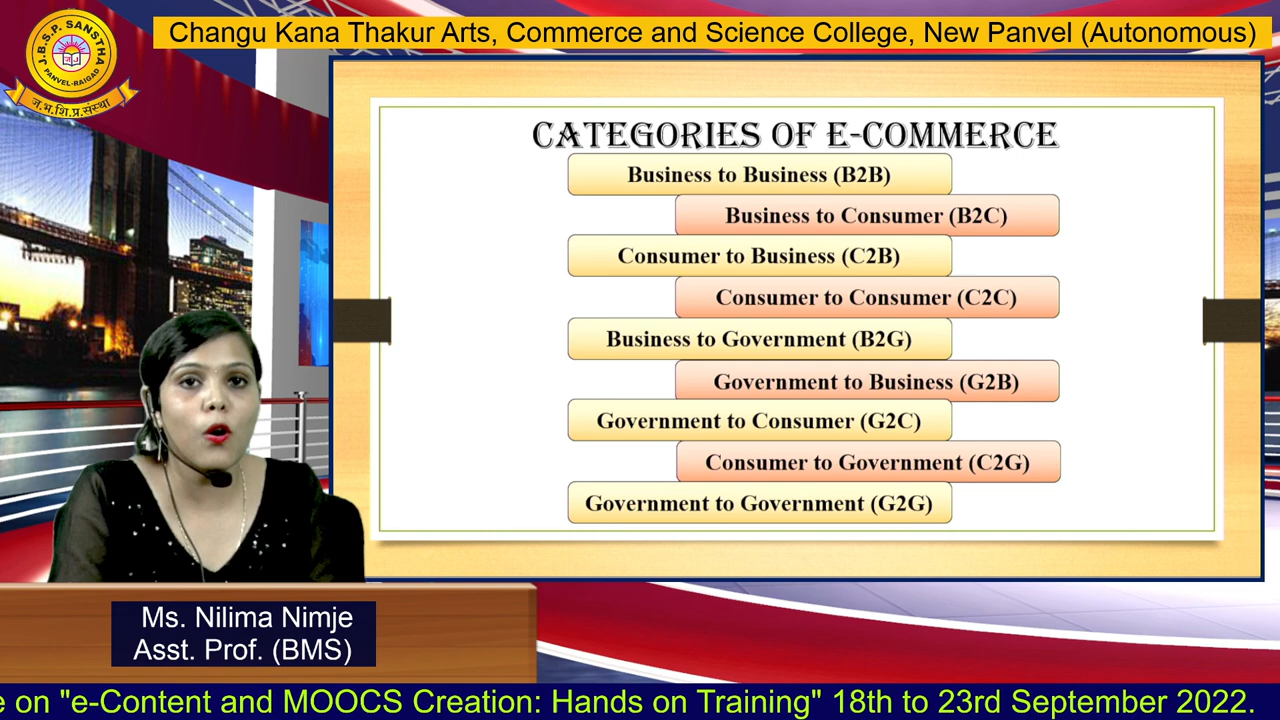 Changu Kana Thakur Arts, Commerce and Science College, New Panvel (Autonomous)
J.B.S.P. SANSTHA
PANVEL-RAIGAD
ज.भ.शि.प्र.संस्था
CATEGORIES OF E-COMMERCE
Business to Business (B2B)
Business to Consumer (B2C)
Consumer to Business (C2B)
Consumer to Consumer (C2C)
Business to Government (B2G)
Government to Business (G2B)
Government to Consumer (G2C)
Consumer to Government (C2G)
Government to Government (G2G)
Ms. Nilima Nimje
Asst. Prof. (BMS)
e on "e-Content and MOOCS Creation: Hands on Training" 18th to 23rd September 2022.